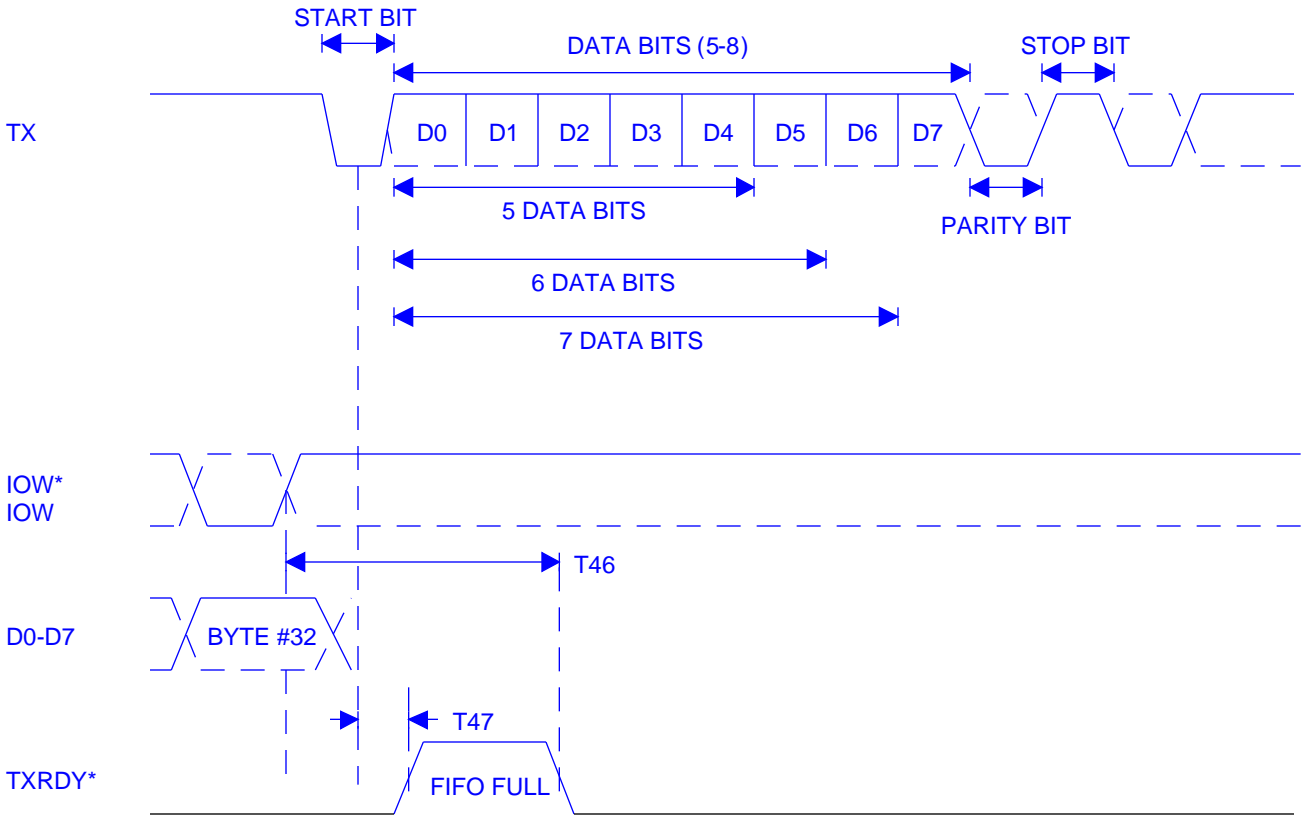 START BIT
DATA BITS (5-8)
STOP BIT
TX
D0 D1 D2 D3 D4 D5 D6 D7
5 DATA BITS
PARITY BIT
6 DATA BITS
7 DATA BITS
IOW*
IOW
T46
D0-D7
BYTE #32
T47
TXRDY*
FIFO FULL